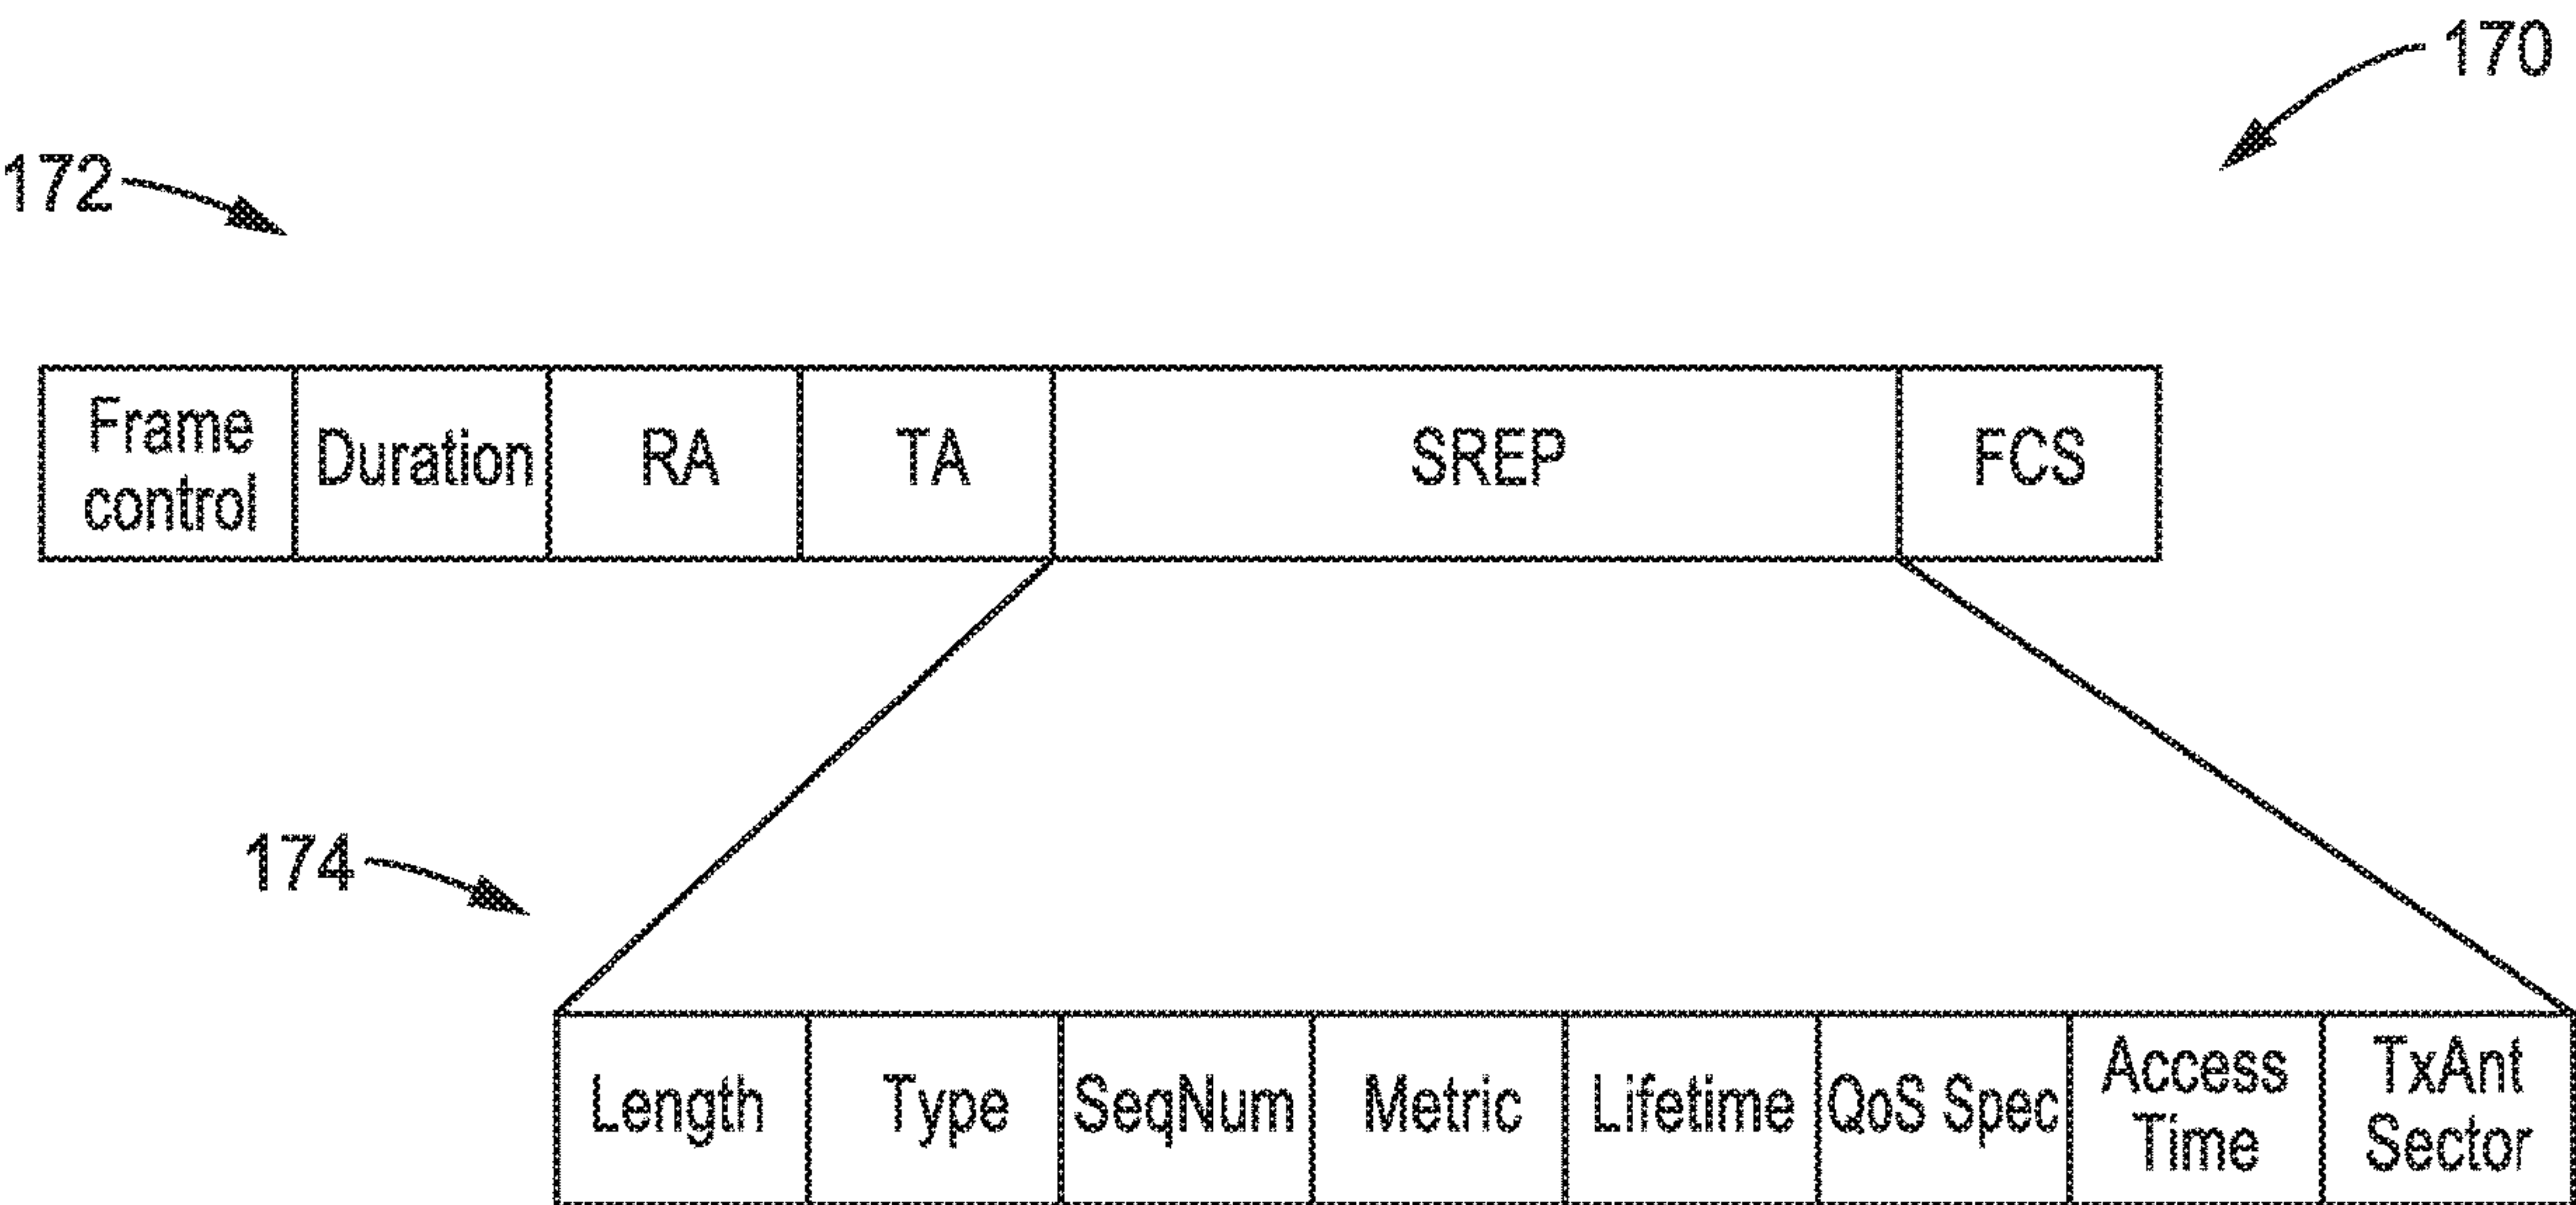 170
172
Frame control Duration RA TA SREP FCS
174
Length Type SeqNum Metric Lifetime QoS Spec Access Time TxAnt Sector